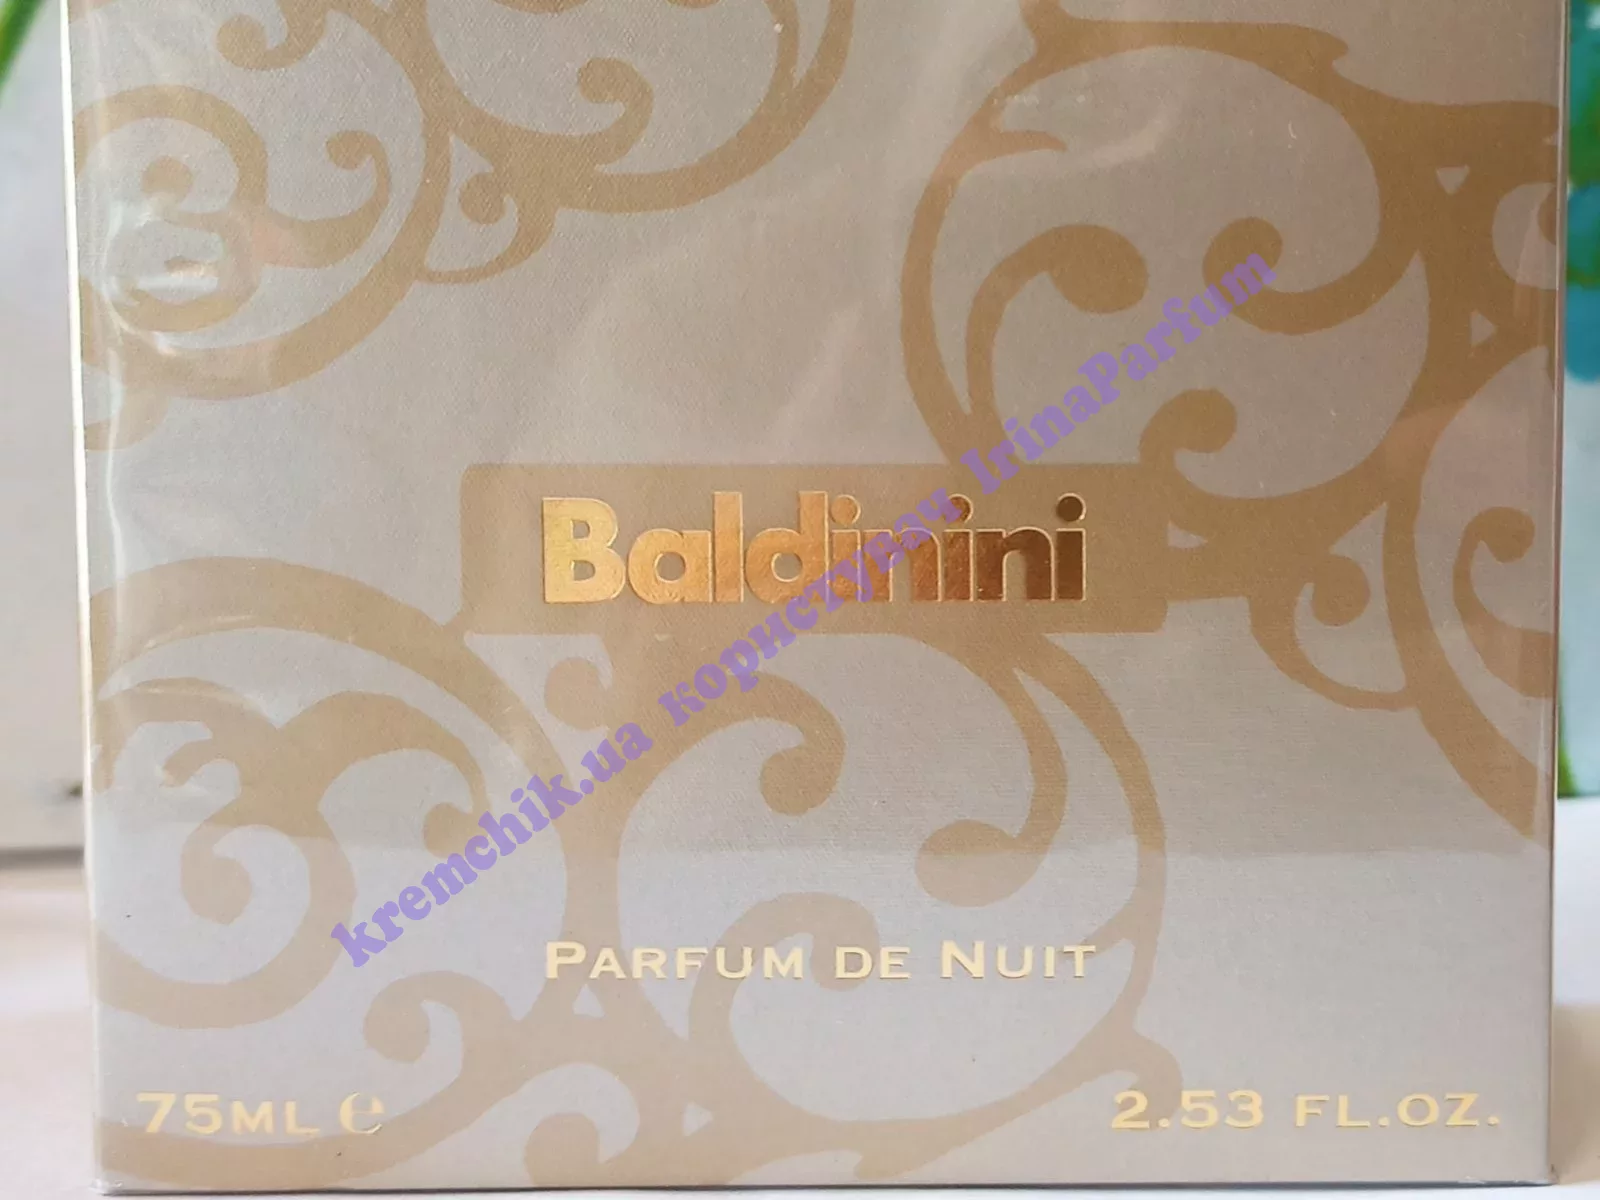 Baldinini
kremchik.ua користувач IrinaParfum
PARFUM DE NUIT
75ML ℮
2.53 FL.OZ.